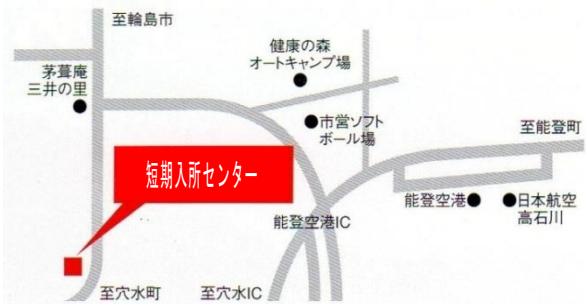 至輪島市
健康の森
オートキャンプ場
茅葺庵
三井の里
市営ソフト
ボール場
至能登町
短期入所センター
能登空港
日本航空
高石川
能登空港IC
至穴水町
至穴水IC